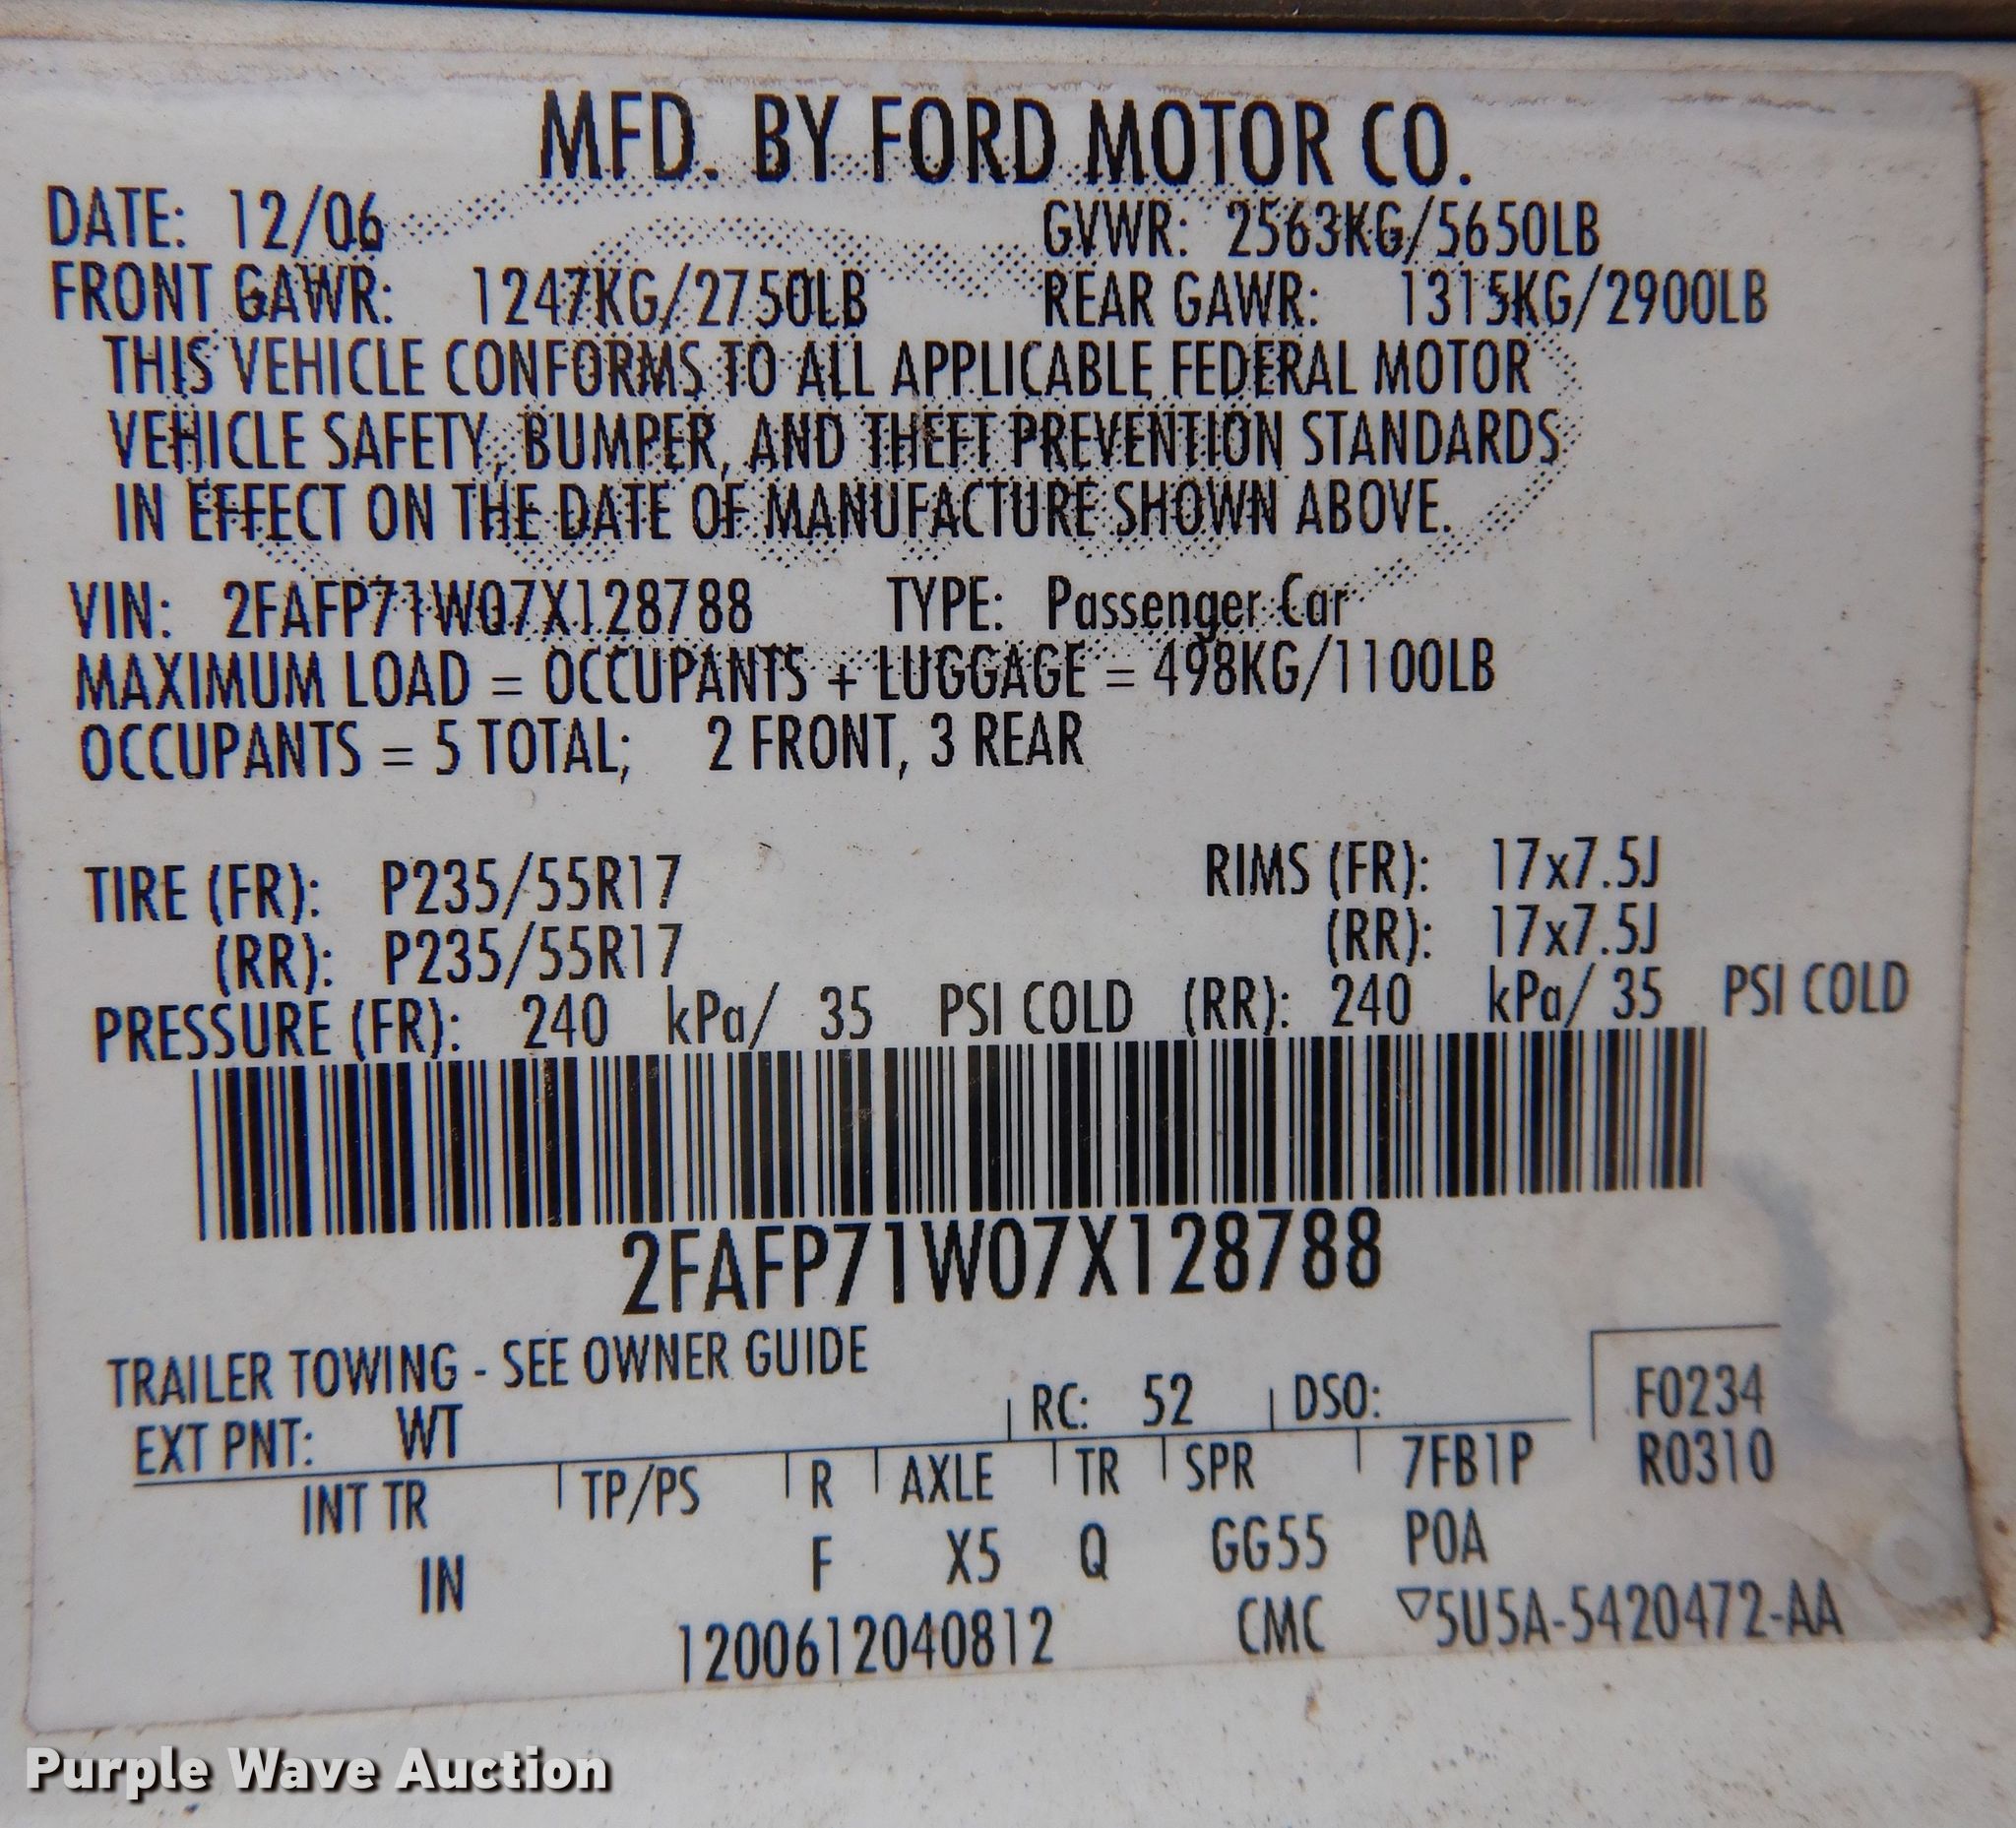 MFD. BY FORD MOTOR CO.
DATE: 12/06 GVWR: 2563KG/5650LB
FRONT GAWR: 1247KG/2750LB REAR GAWR: 1315KG/2900LB
THIS VEHICLE CONFORMS TO ALL APPLICABLE FEDERAL MOTOR
VEHICLE SAFETY, BUMPER, AND THEFT PREVENTION STANDARDS
IN EFFECT ON THE DATE OF MANUFACTURE SHOWN ABOVE.
VIN: 2FAFP71W07X128788 TYPE: Passenger Car
MAXIMUM LOAD = OCCUPANTS + LUGGAGE = 498KG/1100LB
OCCUPANTS = 5 TOTAL; 2 FRONT, 3 REAR
TIRE (FR): P235/55R17 RIMS (FR): 17x7.5J
(RR): P235/55R17 (RR): 17x7.5J
PRESSURE (FR): 240 kPa/ 35 PSI COLD (RR): 240 kPa/ 35 PSI COLD
2FAFP71W07X128788
TRAILER TOWING - SEE OWNER GUIDE
EXT PNT: WT RC: 52 DSO: F0234
INT TR TP/PS R AXLE TR SPR 7FB1P R0310
IN F X5 Q GG55 POA
1200612040812 CMC ▽5U5A-5420472-AA
Purple Wave Auction